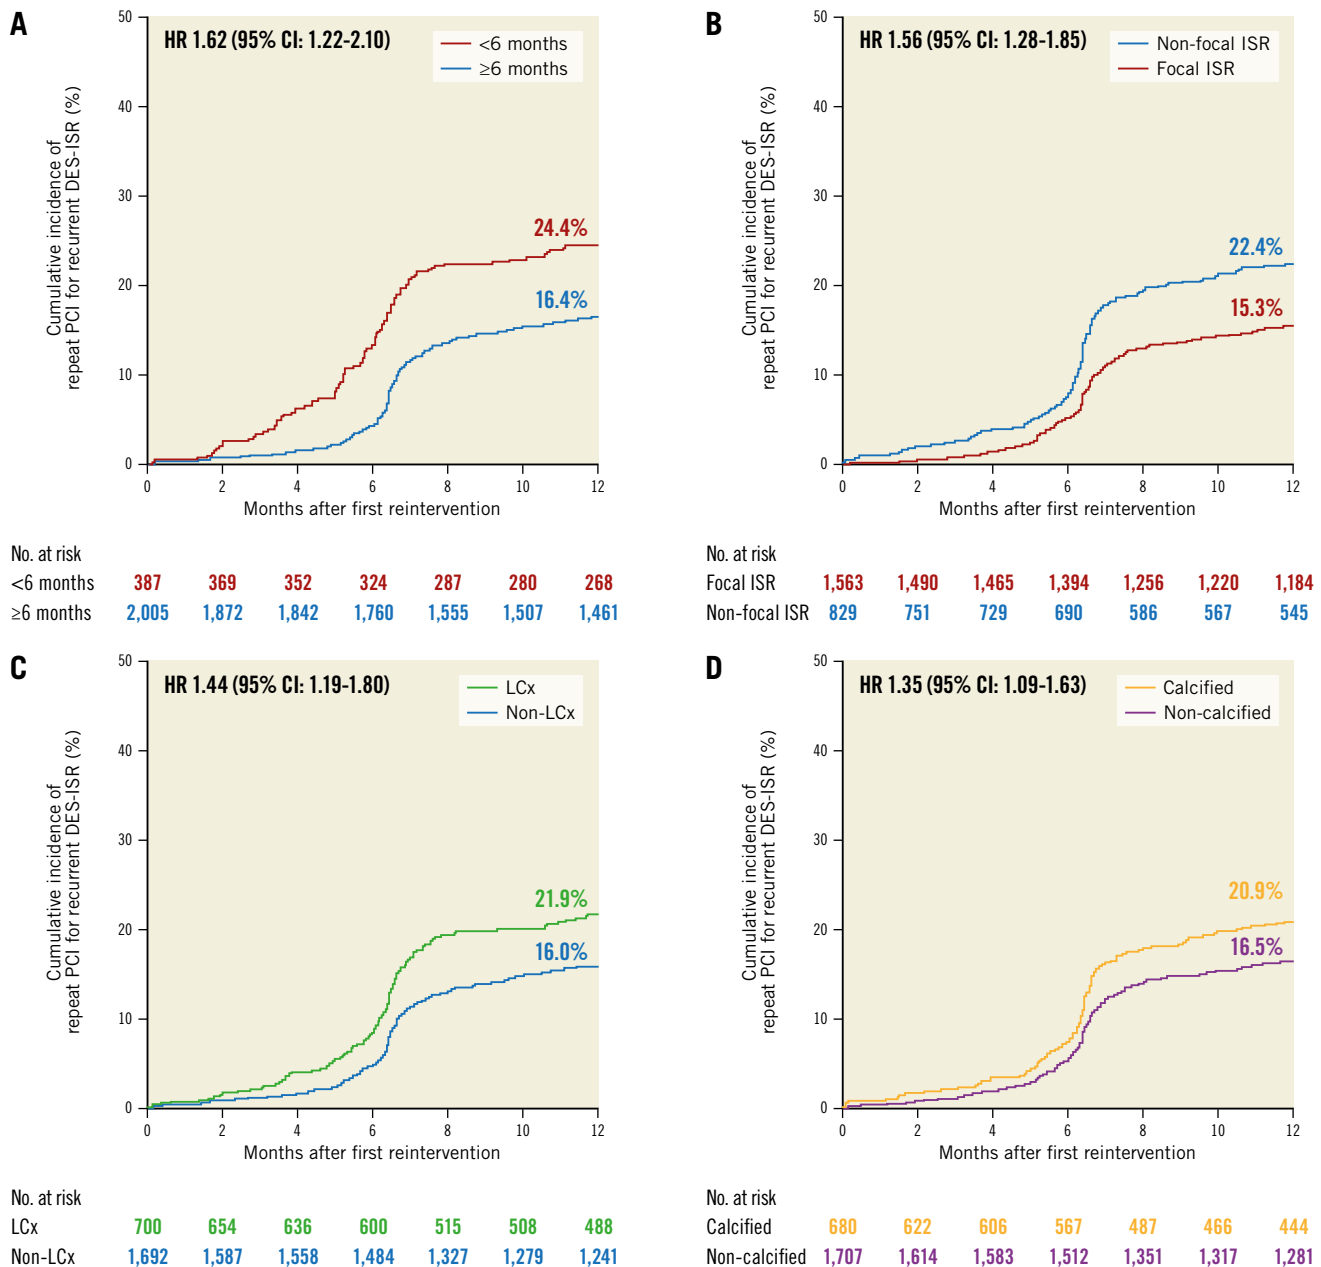 A
HR 1.62 (95% CI: 1.22-2.10)
<6 months
≥6 months
Cumulative incidence of
repeat PCI for recurrent DES-ISR (%)
50
40
30
20
10
0
24.4%
16.4%
0 2 4 6 8 10 12
Months after first reintervention
No. at risk
<6 months 387 369 352 324 287 280 268
≥6 months 2,005 1,872 1,842 1,760 1,555 1,507 1,461
B
HR 1.56 (95% CI: 1.28-1.85)
Non-focal ISR
Focal ISR
Cumulative incidence of
repeat PCI for recurrent DES-ISR (%)
50
40
30
20
10
0
22.4%
15.3%
0 2 4 6 8 10 12
Months after first reintervention
No. at risk
Focal ISR 1,563 1,490 1,465 1,394 1,256 1,220 1,184
Non-focal ISR 829 751 729 690 586 567 545
C
HR 1.44 (95% CI: 1.19-1.80)
LCx
Non-LCx
Cumulative incidence of
repeat PCI for recurrent DES-ISR (%)
50
40
30
20
10
0
21.9%
16.0%
0 2 4 6 8 10 12
Months after first reintervention
No. at risk
LCx 700 654 636 600 515 508 488
Non-LCx 1,692 1,587 1,558 1,484 1,327 1,279 1,241
D
HR 1.35 (95% CI: 1.09-1.63)
Calcified
Non-calcified
Cumulative incidence of
repeat PCI for recurrent DES-ISR (%)
50
40
30
20
10
0
20.9%
16.5%
0 2 4 6 8 10 12
Months after first reintervention
No. at risk
Calcified 680 622 606 567 487 466 444
Non-calcified 1,707 1,614 1,583 1,512 1,351 1,317 1,281